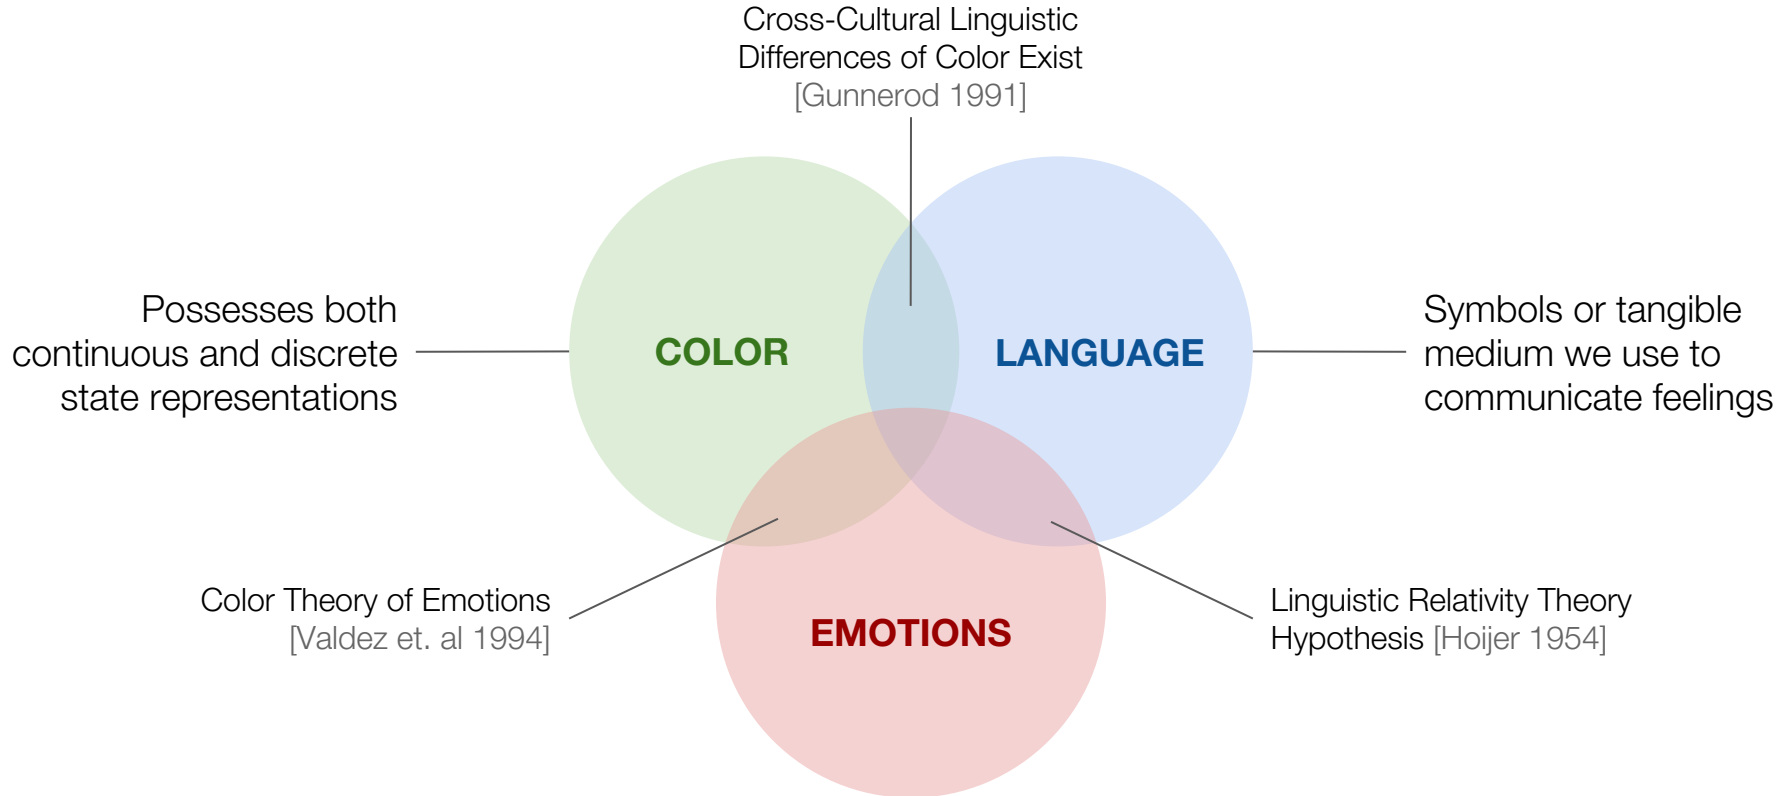 Cross-Cultural Linguistic
Differences of Color Exist
[Gunnerod 1991]
Possesses both
continuous and discrete
state representations
COLOR
LANGUAGE
Symbols or tangible
medium we use to
communicate feelings
Color Theory of Emotions
[Valdez et. al 1994]
EMOTIONS
Linguistic Relativity Theory
Hypothesis [Hoijer 1954]